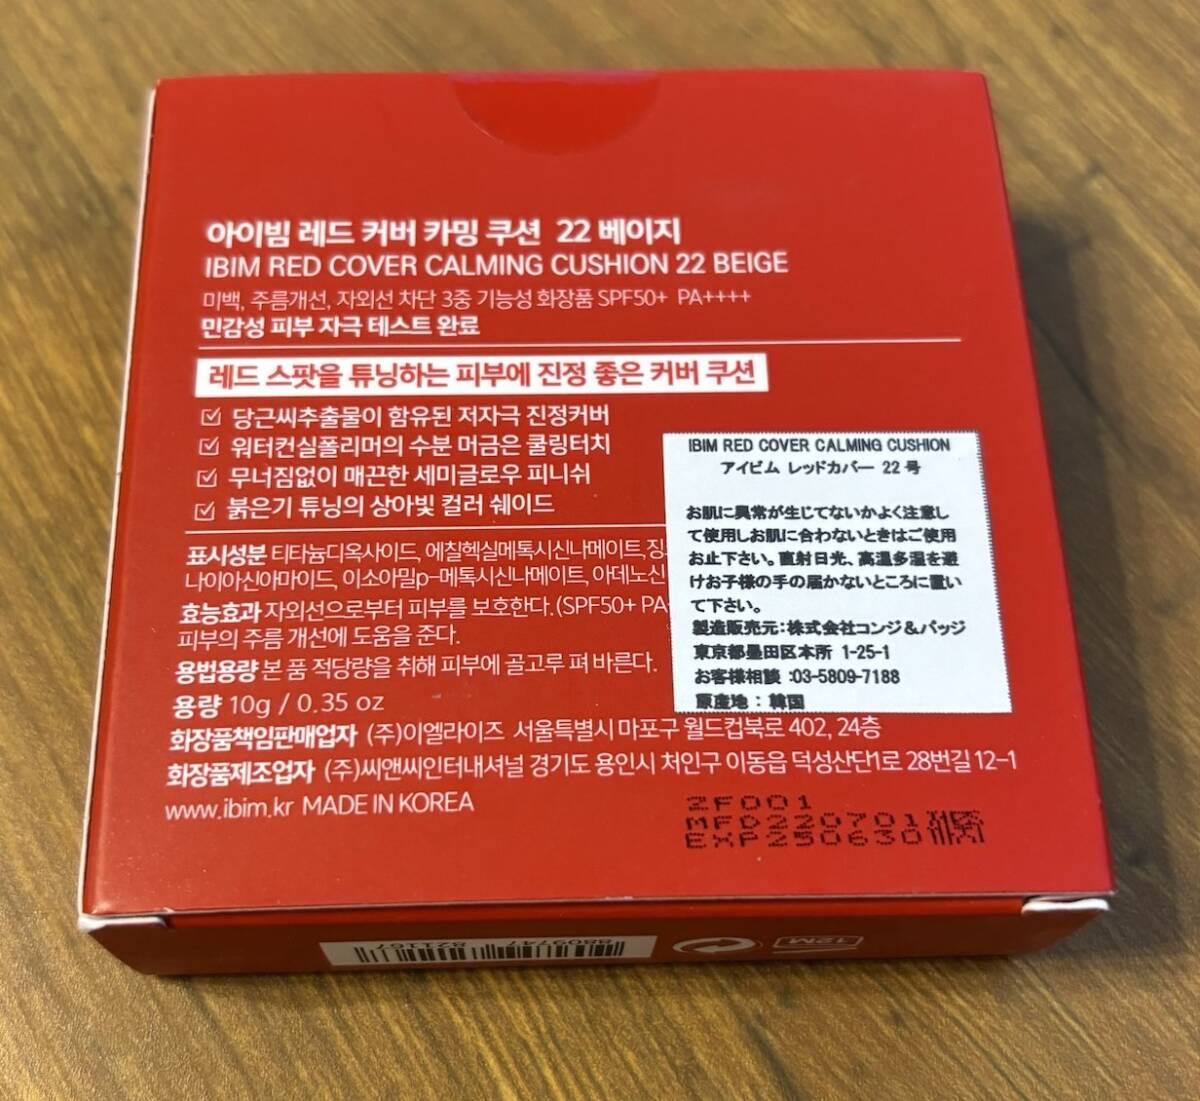 아이빔 레드 커버 카밍 쿠션 22 베이지
IBIM RED COVER CALMING CUSHION 22 BEIGE
미백, 주름개선, 자외선 차단 3중 기능성 화장품 SPF50+ PA++++
민감성 피부 자극 테스트 완료
레드 스팟을 튜닝하는 피부에 진정 좋은 커버 쿠션
당근씨추출물이 함유된 저자극 진정커버
워터컨실폴리머의 수분 머금은 쿨링터치
무너짐없이 매끈한 세미글로우 피니쉬
붉은기 튜닝의 상아빛 컬러 쉐이드
표시성분 티타늄디옥사이드, 에칠헥실메톡시신나메이트,
나이아신아마이드, 이소아밀p-메톡시신나메이트, 아데노신
효능효과 자외선으로부터 피부를 보호한다. (SPF50+ PA+
피부의 주름 개선에 도움을 준다.
용법용량 본 품 적당량을 취해 피부에 골고루 펴 바른다.
용량 10g / 0.35 oz
화장품책임판매업자 (주)이엘라이즈 서울특별시 마포구 월드컵북로 402, 24층
화장품제조업자 (주)씨앤씨인터내셔널 경기도 용인시 처인구 이동읍 덕성산단1로 28번길 12-1
www.ibim.kr MADE IN KOREA
IBIM RED COVER CALMING CUSHION
アイビム レッドカバー 22 号
お肌に異常が生じてないかよく注意し
て使用しお肌に合わないときはご使用
お止下さい。直射日光、高温多湿を避
けお子様の手の届かないところに置い
て下さい。
製造販売元:株式会社コンジ&パッジ
東京都墨田区本所 1-25-1
お客様相談 :03-5809-7188
原産地 : 韓国
2F001
MFD220701
EXP250630
8809747
821167
12M